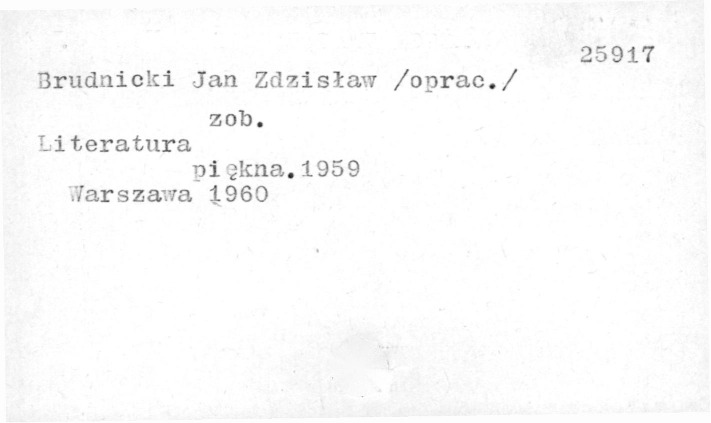 25917
Brudnicki Jan Zdzisław /oprac./
zob.
Literatura
piękna.1959
Warszawa 1960